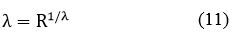 λ = R^{1/λ} (11)